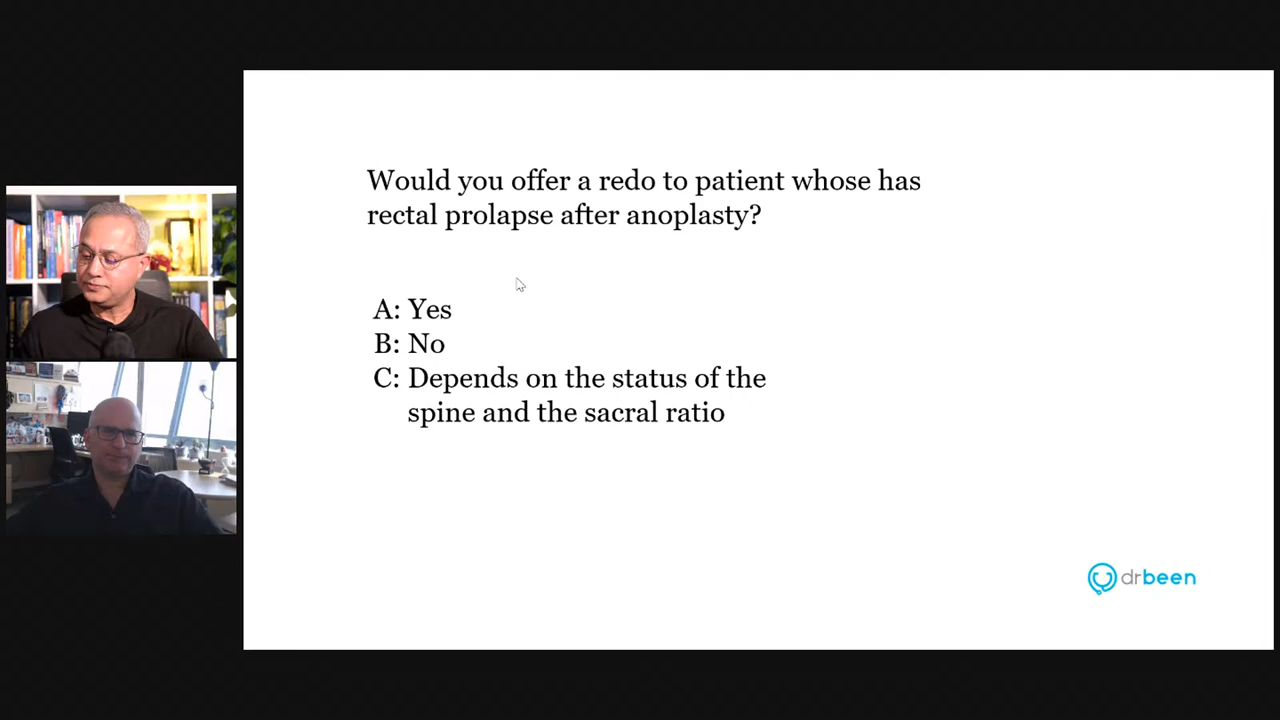 Would you offer a redo to patient whose has
rectal prolapse after anoplasty?
A: Yes
B: No
C: Depends on the status of the
spine and the sacral ratio
drbeen